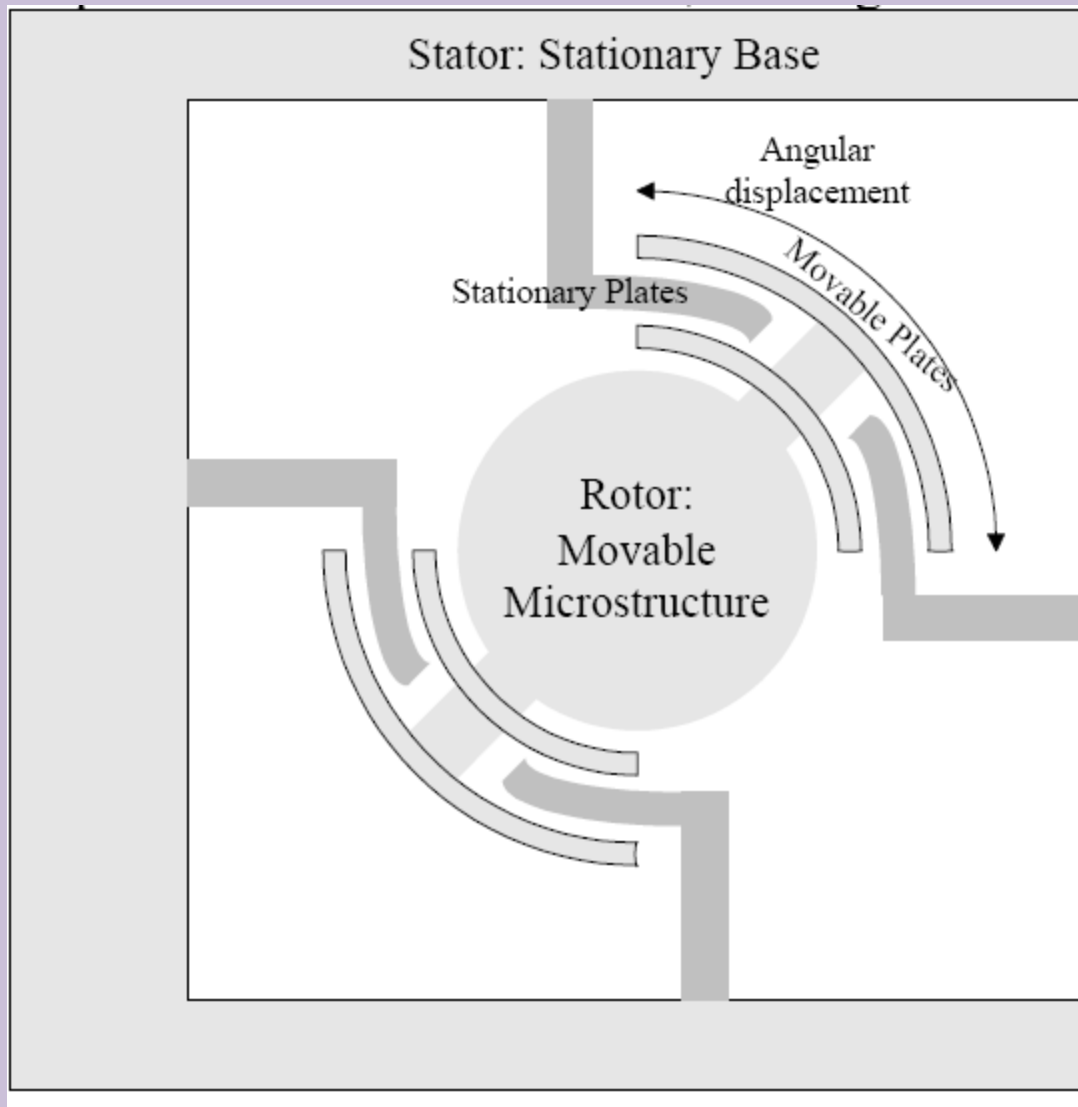 Stator: Stationary Base
Angular
displacement
Movable Plates
Stationary Plates
Rotor:
Movable
Microstructure